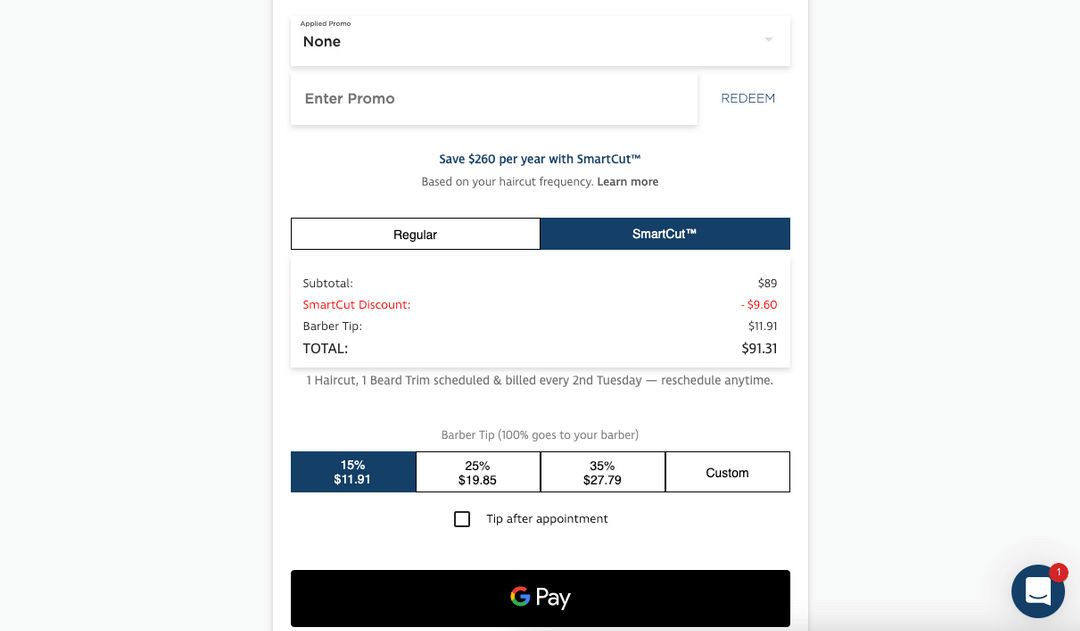 Applied Promo
None
Enter Promo
REDEEM
Save $260 per year with SmartCut™
Based on your haircut frequency. Learn more
Regular
SmartCut™
Subtotal: $89
SmartCut Discount: - $9.60
Barber Tip: $11.91
TOTAL: $91.31
1 Haircut, 1 Beard Trim scheduled & billed every 2nd Tuesday — reschedule anytime.
Barber Tip (100% goes to your barber)
15%
$11.91
25%
$19.85
35%
$27.79
Custom
Tip after appointment
G Pay
1